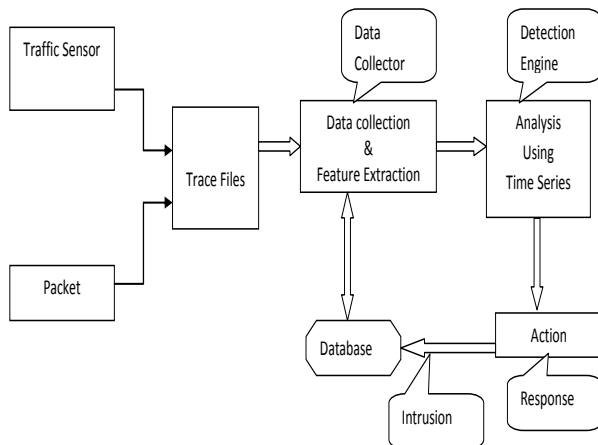 Traffic Sensor
Packet
Trace Files
Data
Collector
Data collection
&
Feature Extraction
Detection
Engine
Analysis
Using
Time Series
Database
Action
Intrusion
Response